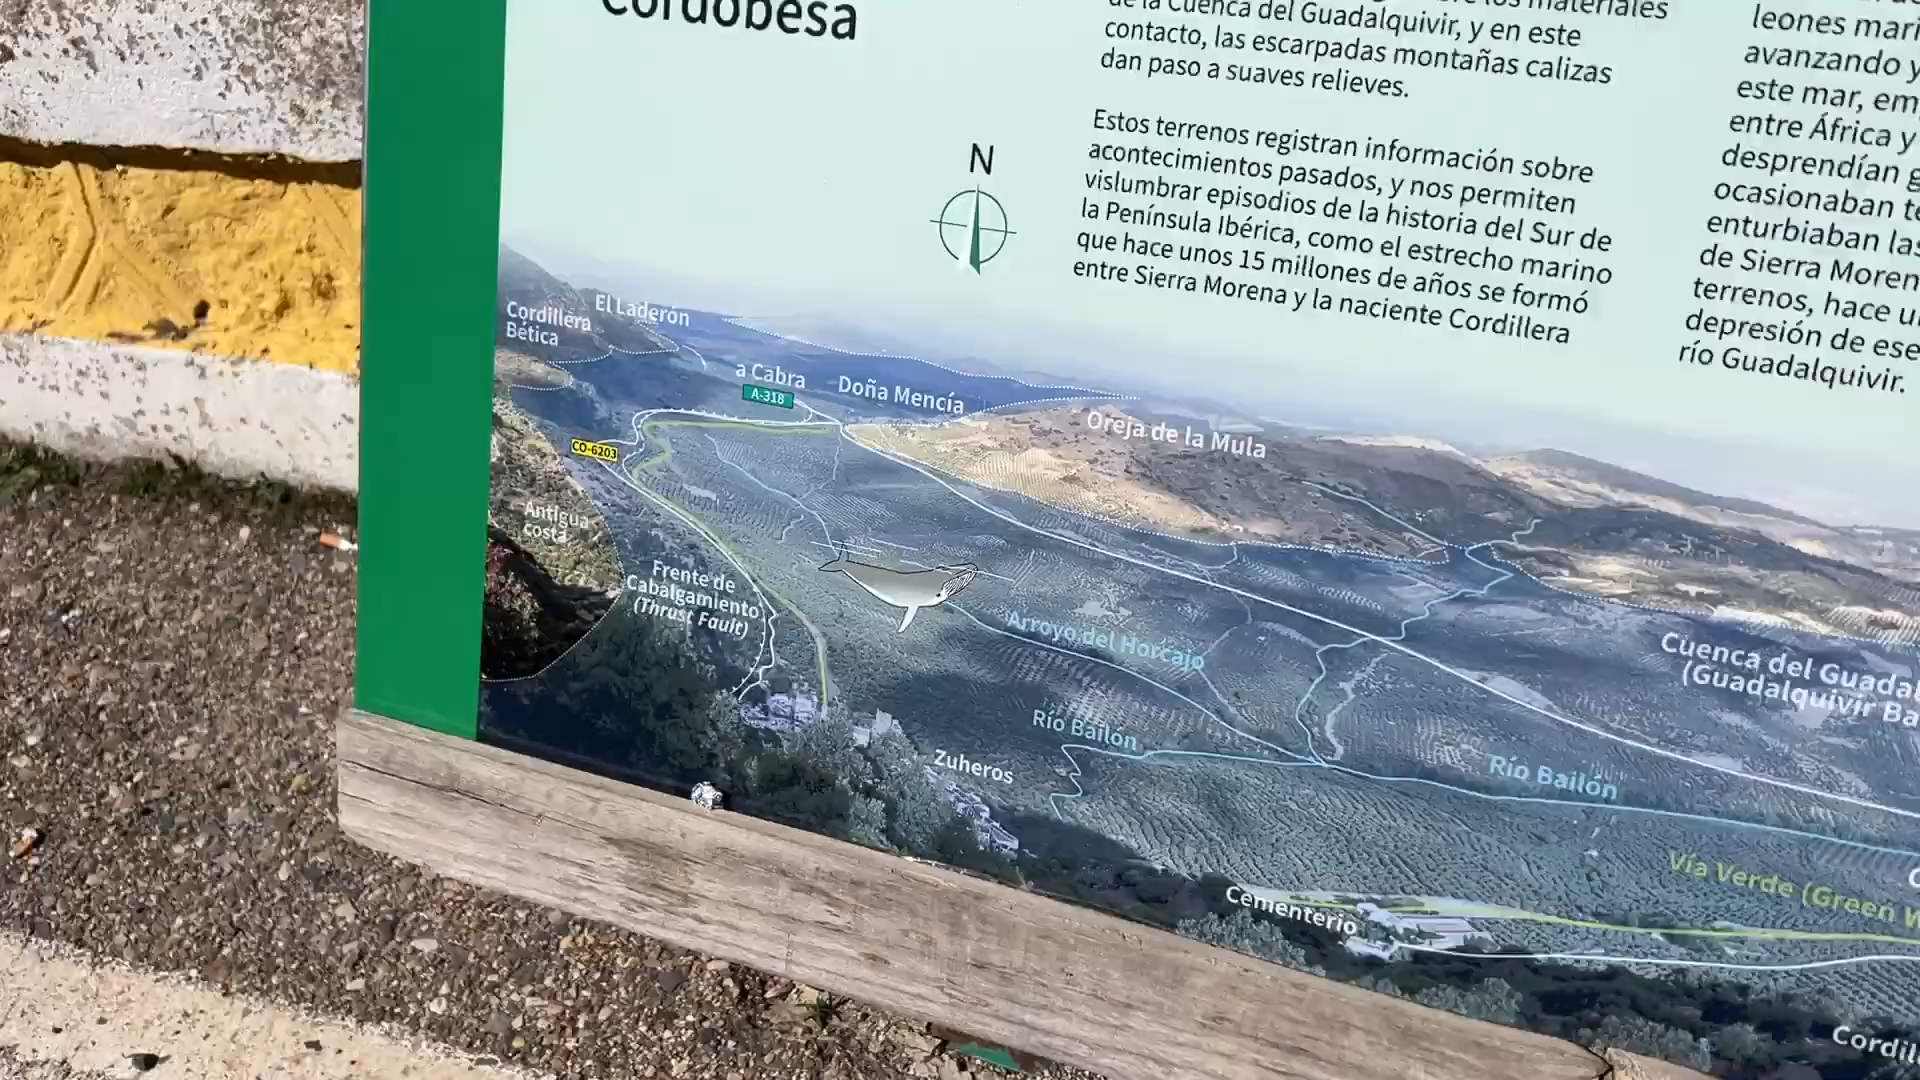 Cordobesa
los materiales
de la Cuenca del Guadalquivir, y en este
contacto, las escarpadas montañas calizas
dan paso a suaves relieves.
Estos terrenos registran información sobre
acontecimientos pasados, y nos permiten
vislumbrar episodios de la historia del Sur de
la Península Ibérica, como el estrecho marino
que hace unos 15 millones de años se formó
entre Sierra Morena y la naciente Cordillera
leones mari
avanzando y
este mar, em
entre África y
desprendían g
ocasionaban te
enturbiaban las
de Sierra Moren
terrenos, hace u
depresión de ese
río Guadalquivir.
N
Cordillera
Bética
El Laderón
a Cabra
A-318
Doña Mencía
Oreja de la Mula
CO-6203
Antigua
costa
Frente de
Cabalgamiento
(Thrust Fault)
Arroyo del Horcajo
Cuenca del Guadal
(Guadalquivir Ba
Río Bailón
Río Bailón
Zuheros
Vía Verde (Green W
Cementerio
Cordil